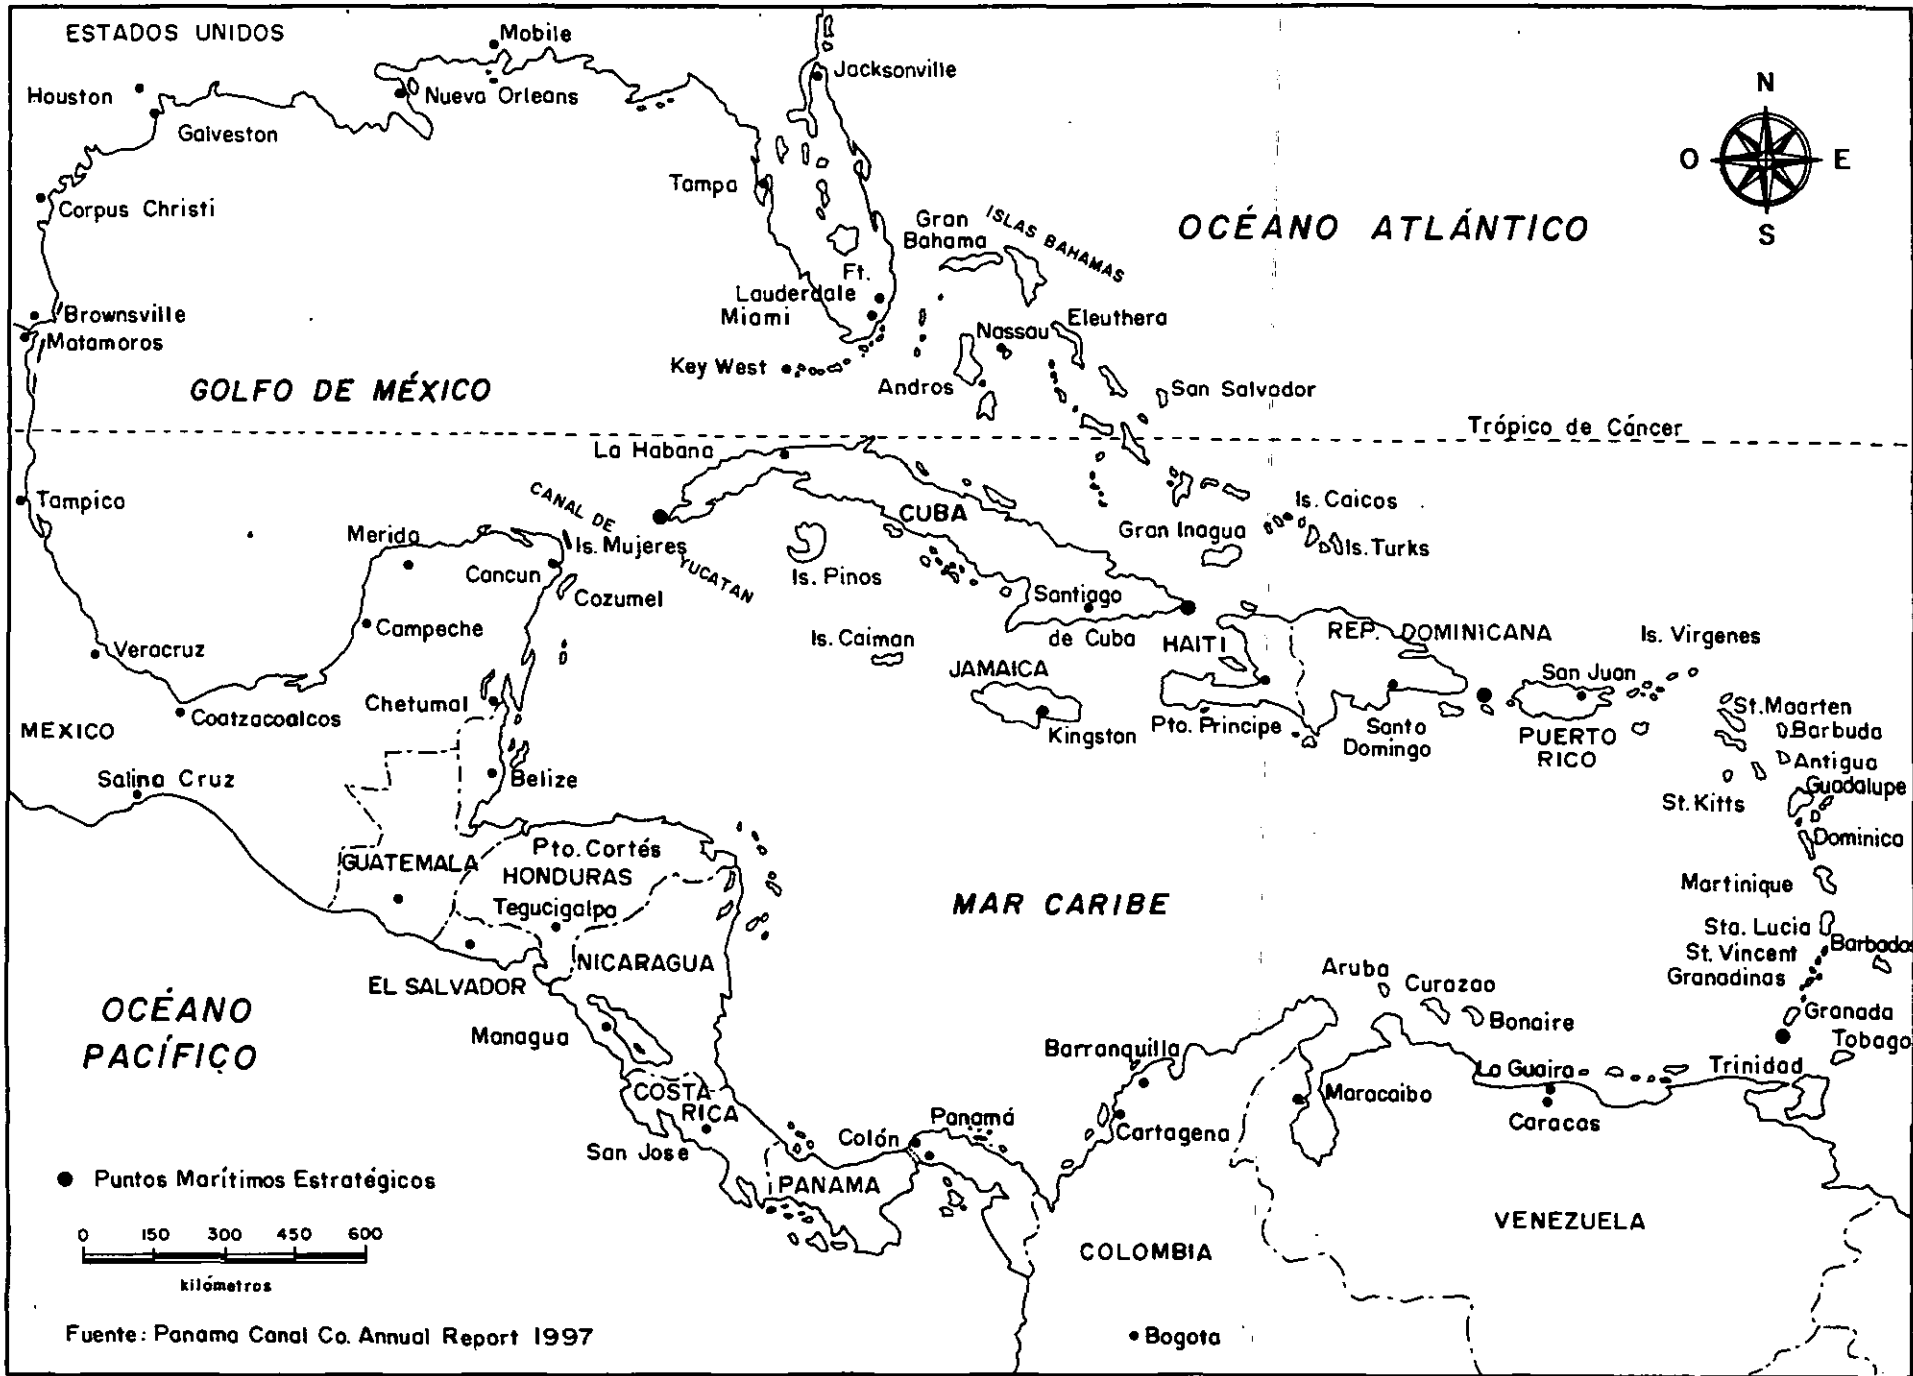 ESTADOS UNIDOS
Mobile
Jacksonville
Houston
Nueva Orleans
Galveston
N
O
E
S
Tampa
Corpus Christi
Gran
Bahama
ISLAS BAHAMAS
OCÉANO ATLÁNTICO
Ft.
Lauderdale
Miami
Brownsville
Matamoros
Eleuthera
Nassau
Key West
Andros
San Salvador
GOLFO DE MÉXICO
Trópico de Cáncer
La Habana
Tampico
CANAL DE
YUCATAN
CUBA
Is. Caicos
Merida
Is. Mujeres
Gran Inagua
Is. Turks
Cancun
Is. Pinos
Cozumel
Santiago
de Cuba
Campeche
Is. Caiman
HAITI
REP. DOMINICANA
Is. Virgenes
Veracruz
JAMAICA
San Juan
Chetumal
Coatzacoalcos
St. Maarten
MEXICO
Kingston
Pto. Principe
Santo
Domingo
PUERTO
RICO
Barbuda
Salina Cruz
Belize
Antigua
Guadalupe
St. Kitts
Dominica
GUATEMALA
Pto. Cortés
HONDURAS
Tegucigalpa
Martinique
MAR CARIBE
Sta. Lucia
St. Vincent
Barbados
Granadinas
NICARAGUA
EL SALVADOR
Aruba
Curazao
Bonaire
Granada
Tobago
OCÉANO
PACÍFICO
Managua
Barranquilla
La Guaira
Trinidad
COSTA
RICA
Maracaibo
Caracas
Panamá
Colón
Cartagena
San Jose
PANAMA
Puntos Marítimos Estratégicos
VENEZUELA
0 150 300 450 600
kilómetros
COLOMBIA
Fuente: Panama Canal Co. Annual Report 1997
Bogota